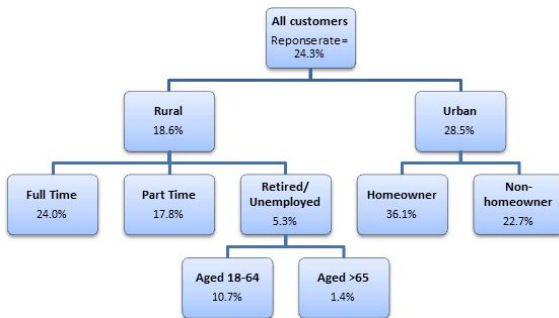 All customers
Reponserate=
24.3%
Rural
18.6%
Urban
28.5%
Full Time
24.0%
Part Time
17.8%
Retired/
Unemployed
5.3%
Homeowner
36.1%
Non-
homeowner
22.7%
Aged 18-64
10.7%
Aged >65
1.4%